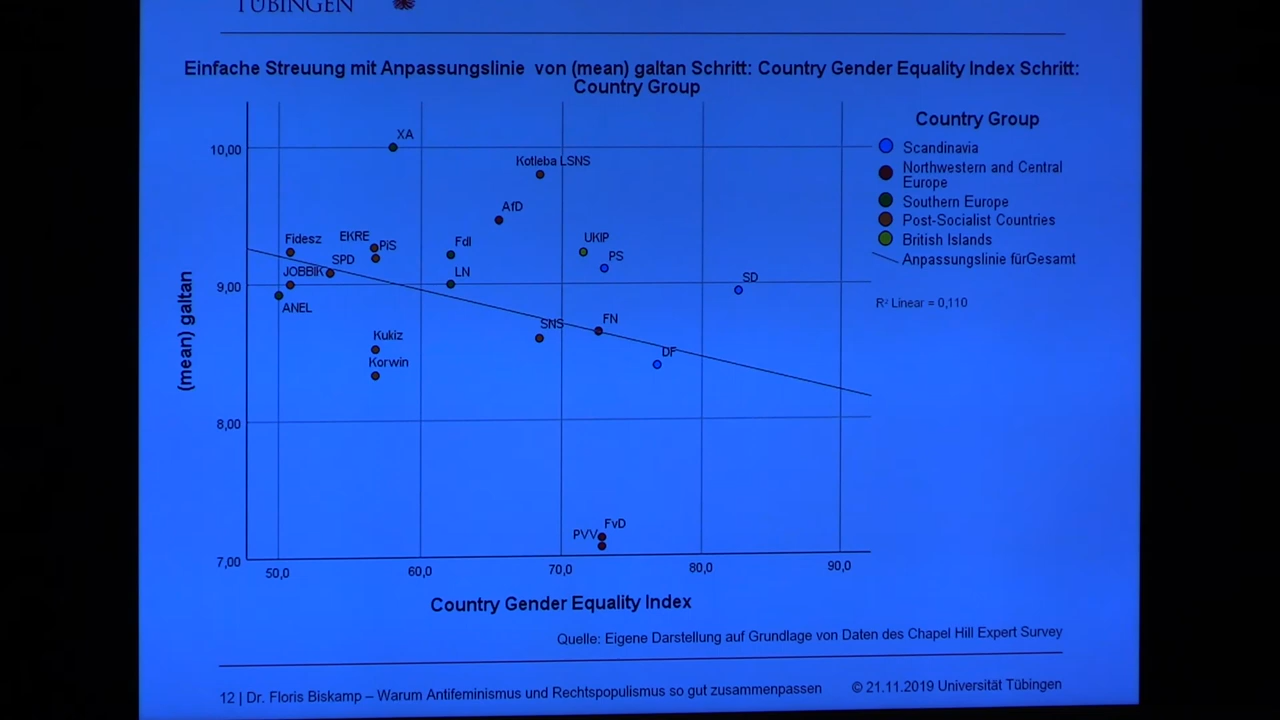 TÜBINGEN
Einfache Streuung mit Anpassungslinie von (mean) galtan Schritt: Country Gender Equality Index Schritt:
Country Group
(mean) galtan
10,00
9,00
8,00
7,00
XA
Kotleba LSNS
AfD
Fidesz
EKRE
PiS
FdI
UKIP
PS
JOBBIK
SPD
LN
SD
ANEL
SNS
FN
Kukiz
DF
Korwin
FvD
PVV
50,0
60,0
70,0
80,0
90,0
Country Gender Equality Index
Country Group
Scandinavia
Northwestern and Central
Europe
Southern Europe
Post-Socialist Countries
British Islands
Anpassungslinie fürGesamt
R² Linear = 0,110
Quelle: Eigene Darstellung auf Grundlage von Daten des Chapel Hill Expert Survey
12 | Dr. Floris Biskamp – Warum Antifeminismus und Rechtspopulismus so gut zusammenpassen
© 21.11.2019 Universität Tübingen